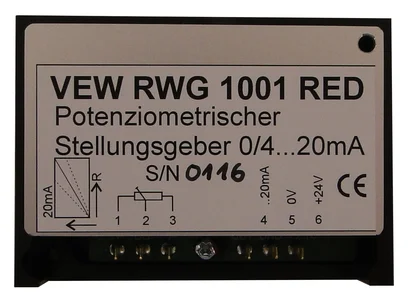 VEW RWG 1001 RED
Potenziometrischer
Stellungsgeber 0/4...20mA
S/N 0116
20mA
R
1 2 3
..20mA 0V +24V
4 5 6
CE